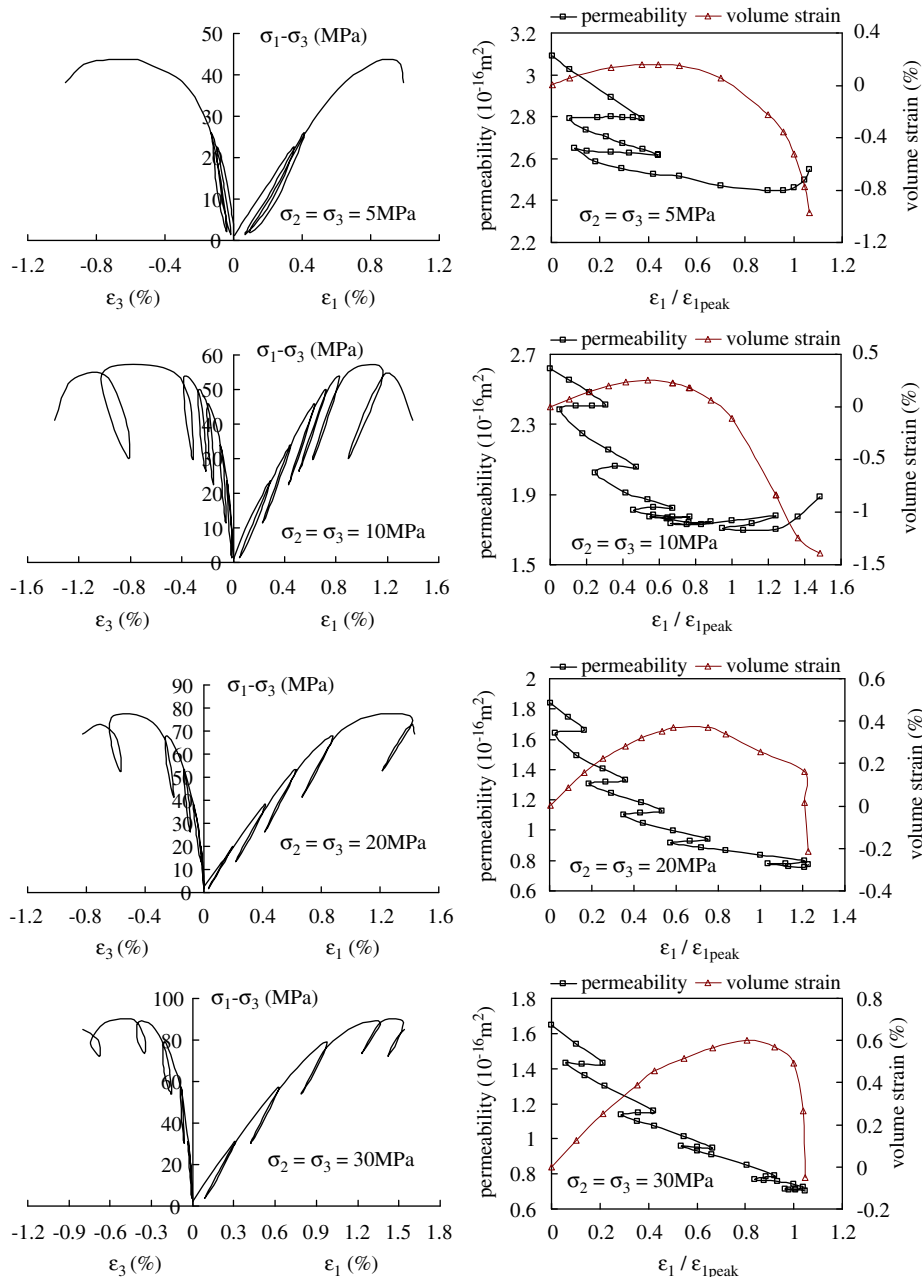 σ1-σ3 (MPa)
50
40
30
20
10
0
-1.2 -0.8 -0.4 0 0.4 0.8 1.2
ε3 (%) ε1 (%)
permeability volume strain
3.3
3.1
3
2.8
2.6
2.4
2.2
0.4
0
-0.4
-0.8
-1.2
permeability (10-16m2)
volume strain (%)
σ2 = σ3 = 5MPa
0 0.2 0.4 0.6 0.8 1 1.2
ε1 / ε1peak
σ1-σ3 (MPa)
60
50
40
30
20
10
0
σ2 = σ3 = 10MPa
-1.6 -1.2 -0.8 -0.4 0 0.4 0.8 1.2 1.6
ε3 (%) ε1 (%)
permeability volume strain
2.7
2.4
2.1
1.8
1.5
0.5
0
-0.5
-1
-1.5
permeability (10-16m2)
volume strain (%)
σ2 = σ3 = 10MPa
0 0.2 0.4 0.6 0.8 1 1.2 1.4 1.6
ε1 / ε1peak
σ1-σ3 (MPa)
90
80
70
60
50
40
30
20
10
0
σ2 = σ3 = 20MPa
-1.2 -0.8 -0.4 0 0.4 0.8 1.2 1.6
ε3 (%) ε1 (%)
permeability volume strain
2
1.8
1.6
1.4
1.2
1
0.8
0.6
0.6
0.4
0.2
0
-0.2
-0.4
permeability (10-16m2)
volume strain (%)
σ2 = σ3 = 20MPa
0 0.2 0.4 0.6 0.8 1 1.2 1.4
ε1 / ε1peak
σ1-σ3 (MPa)
100
80
60
40
20
0
σ2 = σ3 = 30MPa
-1.2 -0.9 -0.6 -0.3 0 0.3 0.6 0.9 1.2 1.5 1.8
ε3 (%) ε1 (%)
permeability volume strain
1.8
1.6
1.4
1.2
1
0.8
0.6
0.8
0.6
0.4
0.2
0
-0.2
permeability (10-16m2)
volume strain (%)
σ2 = σ3 = 30MPa
0 0.2 0.4 0.6 0.8 1 1.2
ε1 / ε1peak